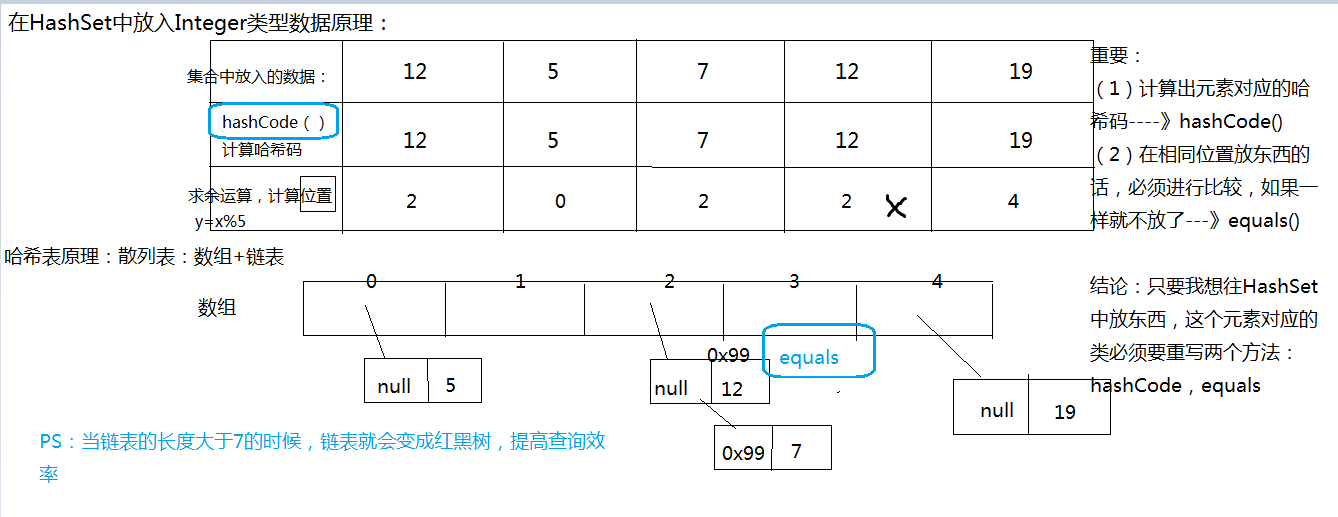 在HashSet中放入Integer类型数据原理：
集合中放入的数据： 12 5 7 12 19
hashCode（）
计算哈希码 12 5 7 12 19
求余运算，计算位置
y=x%5 2 0 2 2 x 4
重要：
（1）计算出元素对应的哈
希码----》hashCode()
（2）在相同位置放东西的
话，必须进行比较，如果一
样就不放了---》equals()
哈希表原理：散列表：数组+链表
数组 0 1 2 3 4
结论：只要我想往HashSet
中放东西，这个元素对应的
类必须要重写两个方法：
hashCode，equals
0x99 equals
null 5
null 12
null 19
0x99 7
PS：当链表的长度大于7的时候，链表就会变成红黑树，提高查询效
率